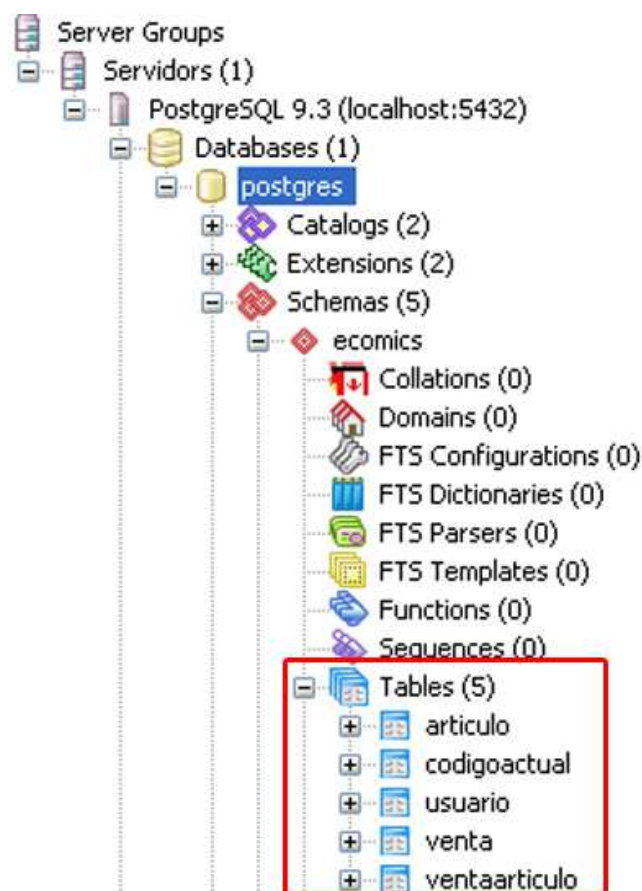 Server Groups
Servidors (1)
PostgreSQL 9.3 (localhost:5432)
Databases (1)
postgres
Catalogs (2)
Extensions (2)
Schemas (5)
ecomics
Collations (0)
Domains (0)
FTS Configurations (0)
FTS Dictionaries (0)
FTS Parsers (0)
FTS Templates (0)
Functions (0)
Sequences (0)
Tables (5)
articulo
codigoactual
usuario
venta
ventaarticulo